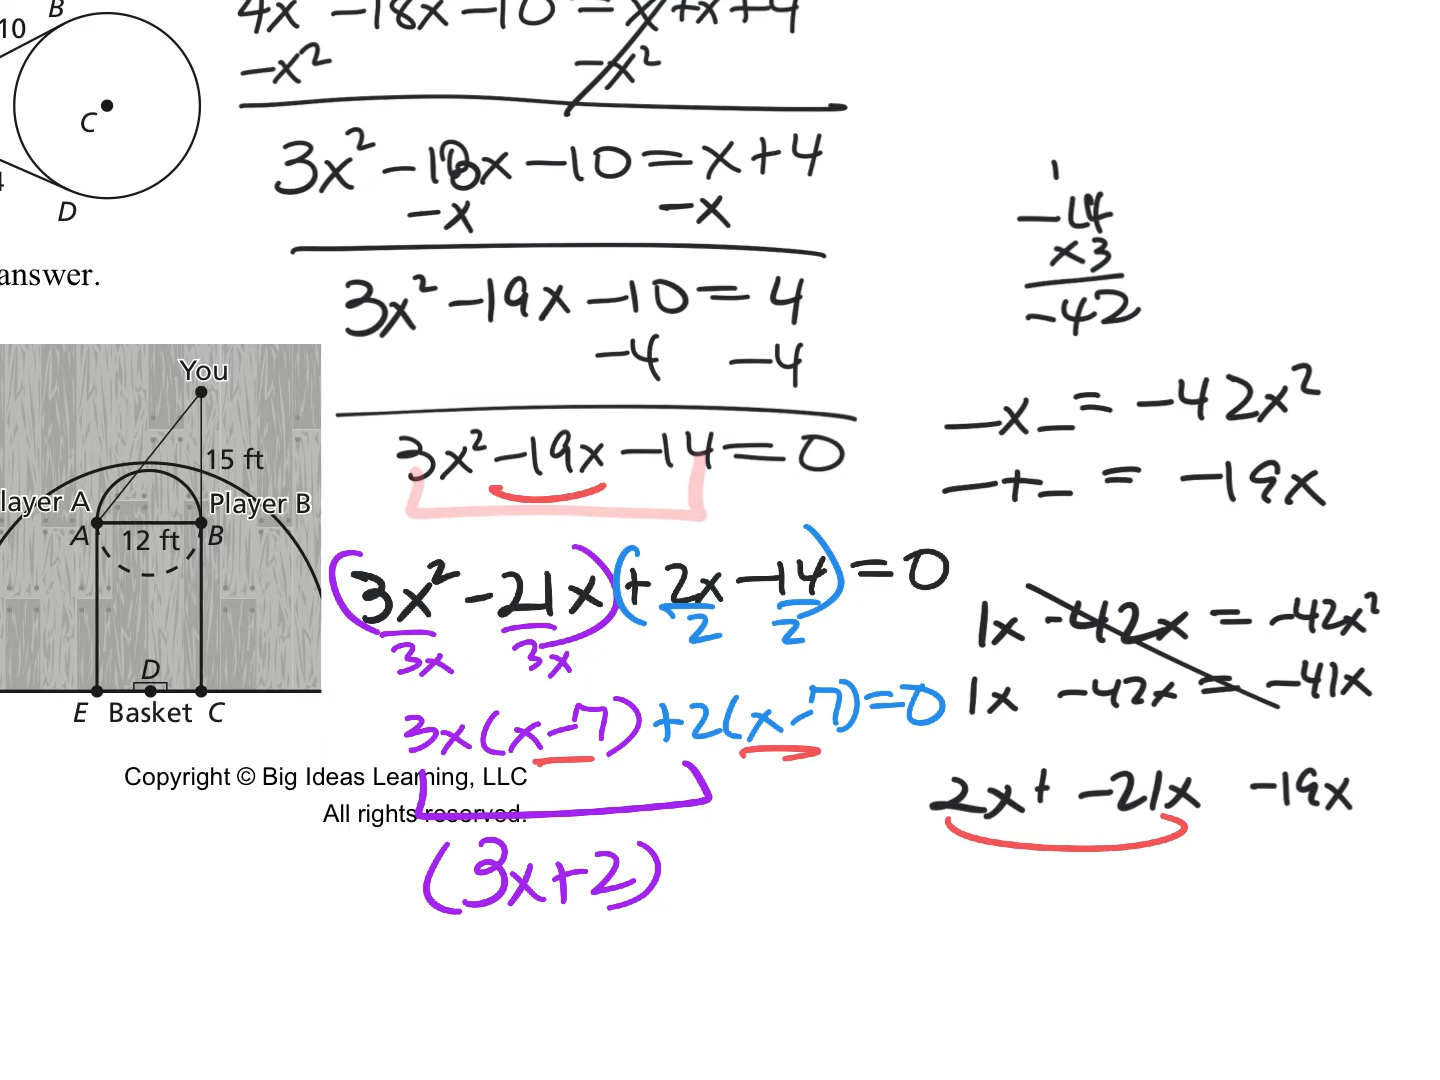 B
10
C
4
D
answer.
4x² -18x -10 = x² +x +4
-x² -x²
3x² -18x -10 = x + 4
-x -x
3x² -19x -10 = 4
-4 -4
3x² -19x -14 = 0
(3x² -21x)(+2x -14) = 0
3x 3x 2 2
3x(x-7) +2(x-7) = 0
(3x+2)
1
-14
x3
-42
_x_ = -42x²
_+_ = -19x
1x -42x = -42x²
1x -42x = -41x
2x + -21x -19x
You
15 ft
layer A Player B
A 12 ft B
D
E Basket C
Copyright © Big Ideas Learning, LLC
All rights reserved.